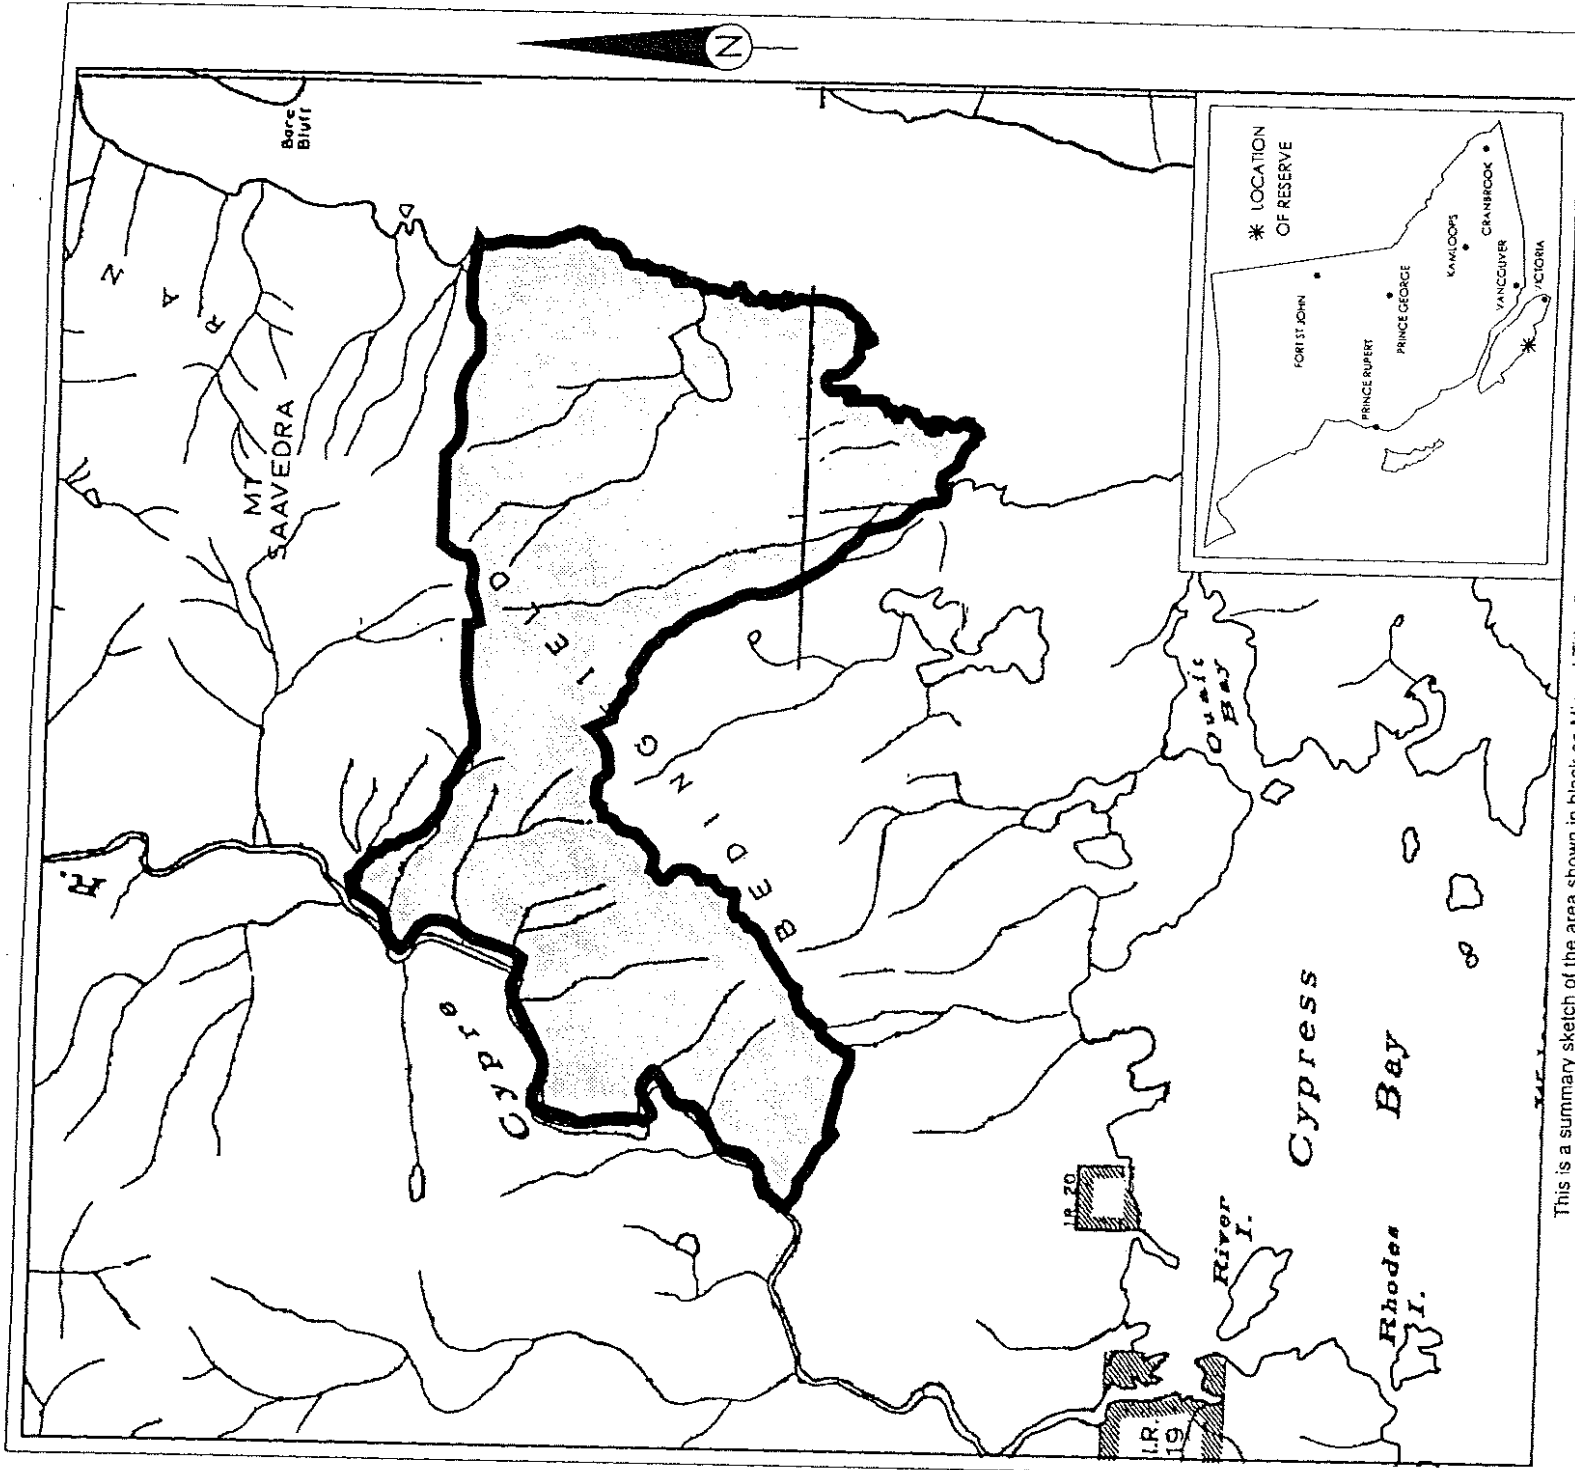 N
Bare
Bluff
R A N
MT
SAAVEDRA
R.
Cypre
BEDING
IELD
Quait
Bay
Cypress
Bay
I.R. 20
River
I.
Rhodes
I.
I.R.
19
* LOCATION
OF RESERVE
FORT ST JOHN
PRINCE RUPERT
PRINCE GEORGE
KAMLOOPS
CRANBROOK
VANCOUVER
VICTORIA
This is a summary sketch of the area shown in black on